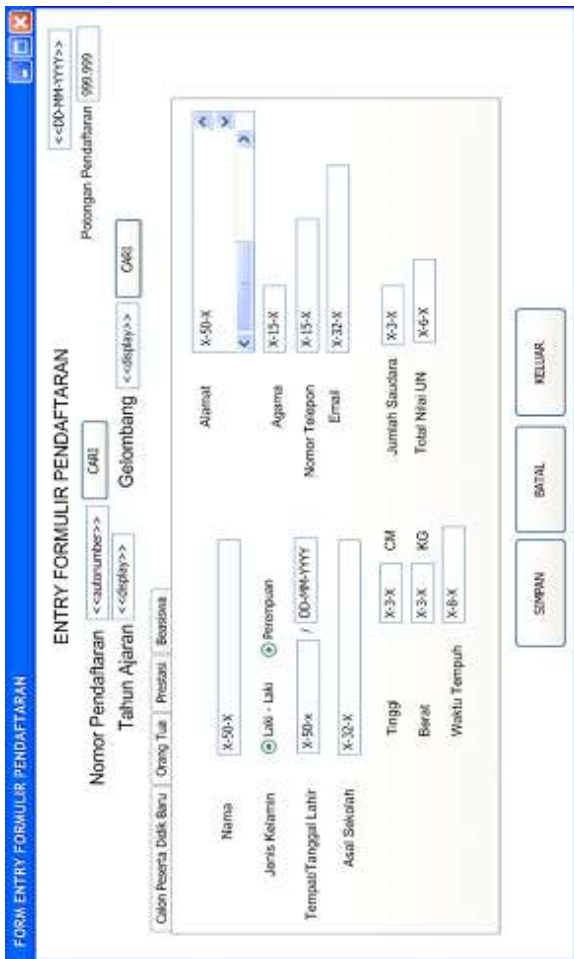 FORM ENTRY FORMULIR PENDAFTARAN
ENTRY FORMULIR PENDAFTARAN
<<DD-MM-YYYY>>
Nomor Pendaftaran <<autonumber>> CARI
Potongan Pendaftaran 999.999
Tahun Ajaran <<display>> Gelombang <<display>> CARI
Calon Peserta Didik Baru Orang Tua Prestasi Beasiswa
Nama X-50-X Alamat X-50-X
Jenis Kelamin Laki - Laki Perempuan Agama X-15-X
Tempat/Tanggal Lahir X-50-X / DD-MM-YYYY Nomor Telepon X-15-X
Asal Sekolah X-32-X Email X-32-X
Tinggi X-3-X CM Jumlah Saudara X-3-X
Berat X-3-X KG Total Nilai UN X-6-X
Waktu Tempuh X-8-X
SIMPAN BATAL KELUAR